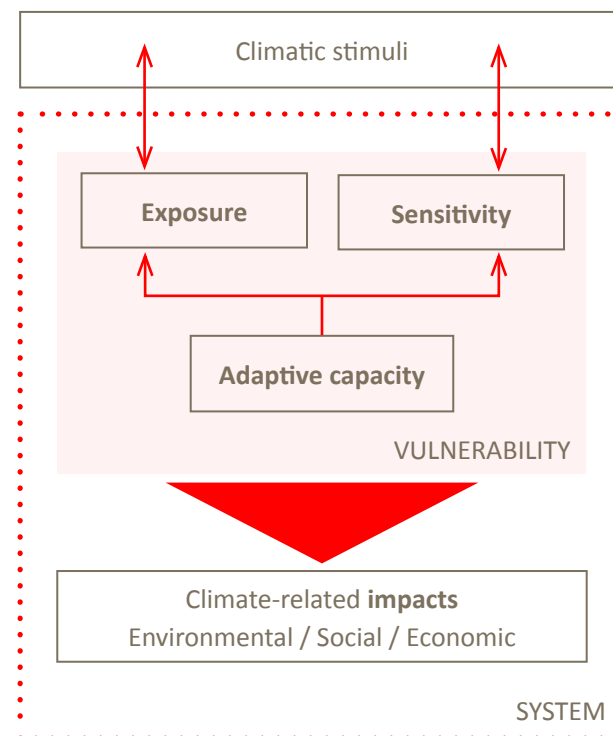 Climatic stimuli
Exposure
Sensitivity
Adaptive capacity
VULNERABILITY
Climate-related impacts
Environmental / Social / Economic
SYSTEM